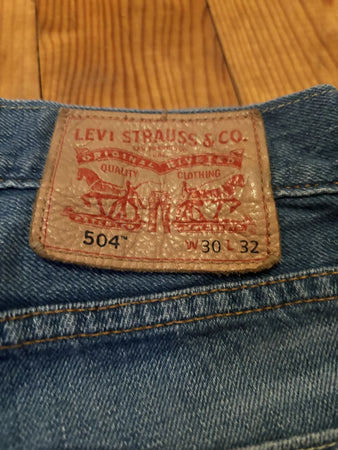 LEVI STRAUSS & CO.
ORIGINAL RIVETED
QUALITY CLOTHING
504™ W 30 L 32